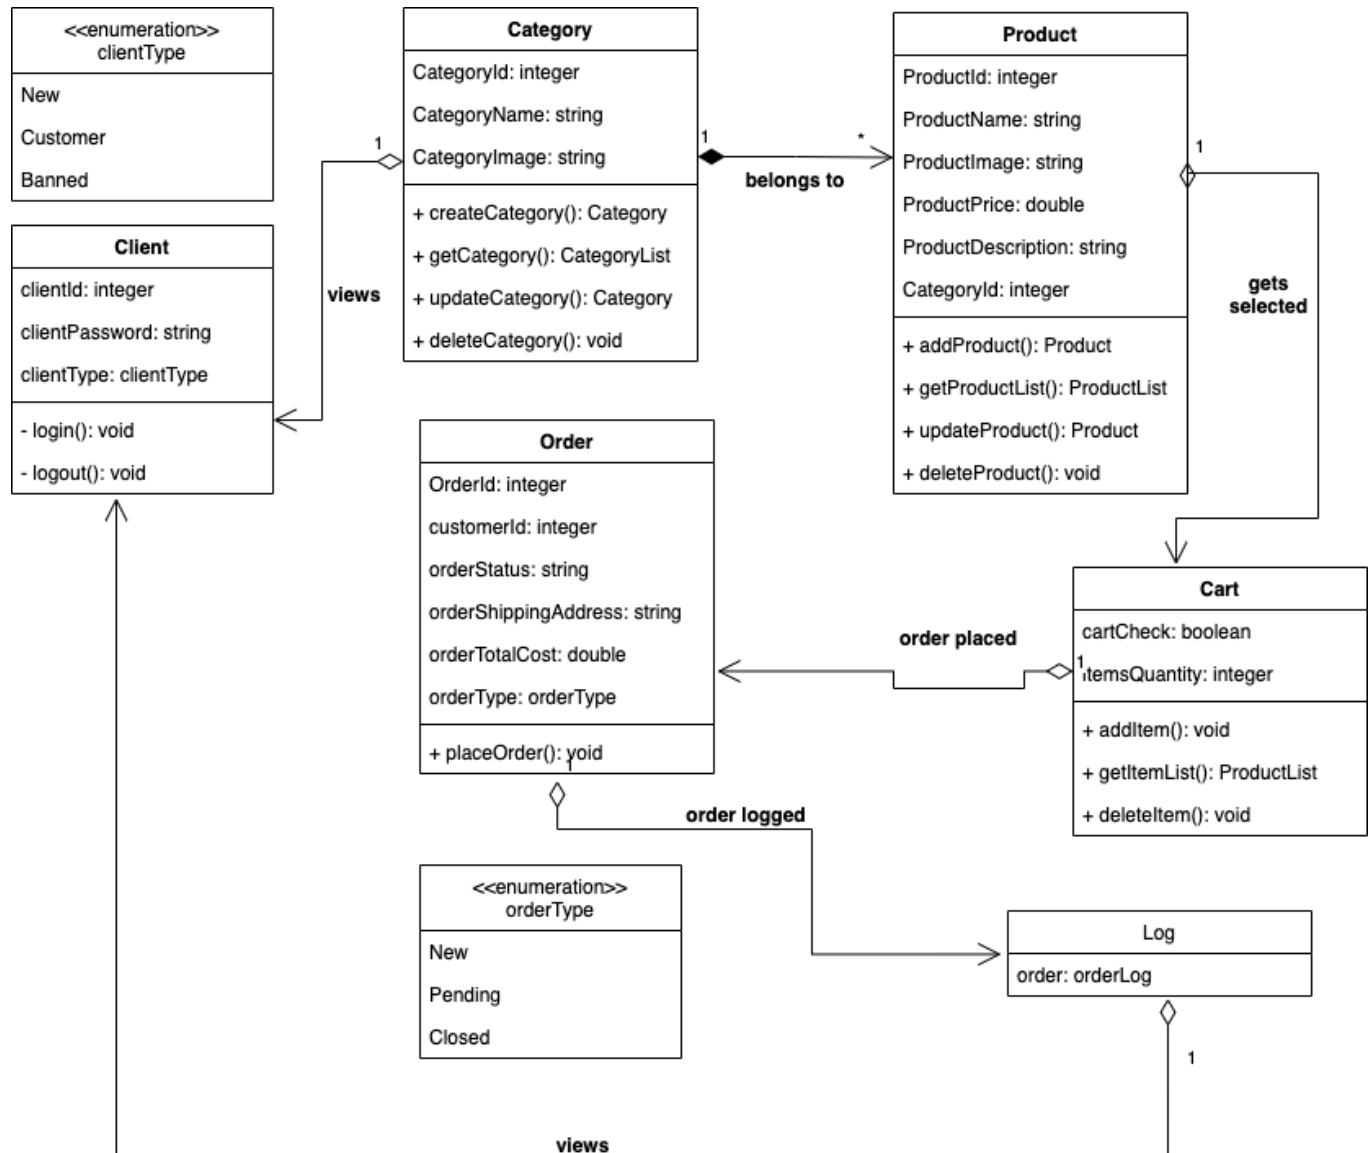 <<enumeration>>
clientType
New
Customer
Banned
Client
clientId: integer
clientPassword: string
clientType: clientType
- login(): void
- logout(): void
1
views
Category
CategoryId: integer
CategoryName: string
CategoryImage: string
+ createCategory(): Category
+ getCategory(): CategoryList
+ updateCategory(): Category
+ deleteCategory(): void
1
*
belongs to
Product
ProductId: integer
ProductName: string
ProductImage: string
ProductPrice: double
ProductDescription: string
CategoryId: integer
+ addProduct(): Product
+ getProductList(): ProductList
+ updateProduct(): Product
+ deleteProduct(): void
1
gets
selected
Order
OrderId: integer
customerId: integer
orderStatus: string
orderShippingAddress: string
orderTotalCost: double
orderType: orderType
+ placeOrder(): void
1
order placed
Cart
cartCheck: boolean
1
itemsQuantity: integer
+ addItem(): void
+ getItemList(): ProductList
+ deleteItem(): void
order logged
<<enumeration>>
orderType
New
Pending
Closed
Log
order: orderLog
1
views